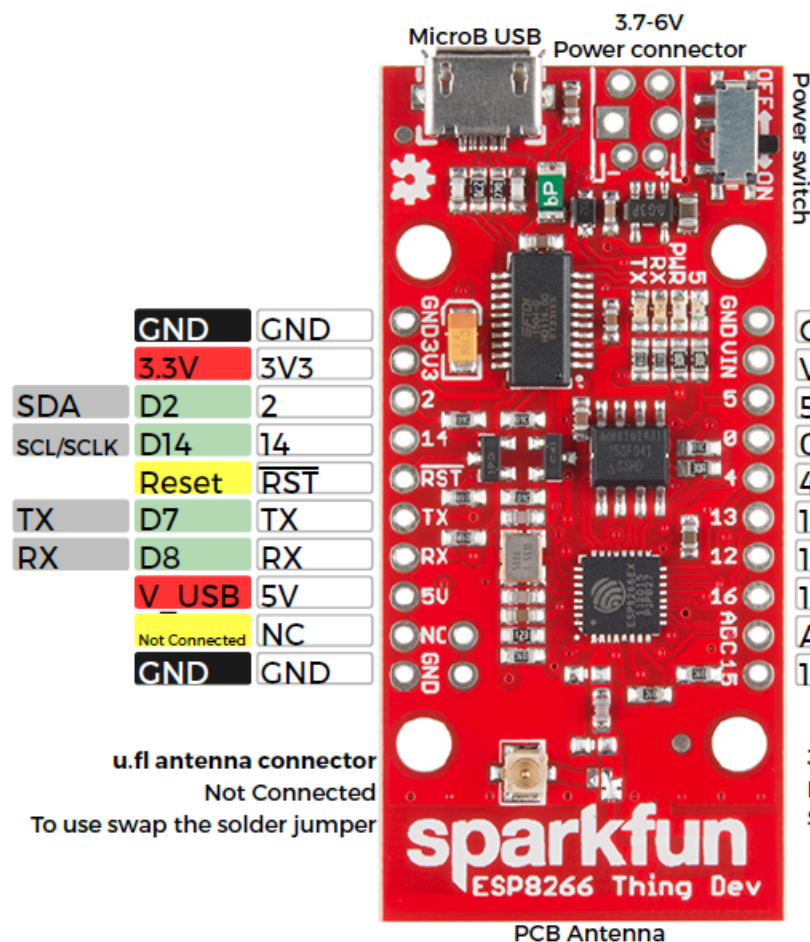 MicroB USB
3.7-6V
Power connector
Power switch
OFF
ON
bP
TX
RX
PWR
5
GND GND
3.3V 3V3
SDA D2 2
SCL/SCLK D14 14
Reset RST
TX D7 TX
RX D8 RX
V_USB 5V
Not Connected NC
GND GND
GND
3V3
2
14
RST
TX
RX
5V
NC
GND
GND
VIN
5
0
4
13
12
16
ADC
15
FTDI
ESP8266EX
u.fl antenna connector
Not Connected
To use swap the solder jumper
sparkfun
ESP8266 Thing Dev
PCB Antenna